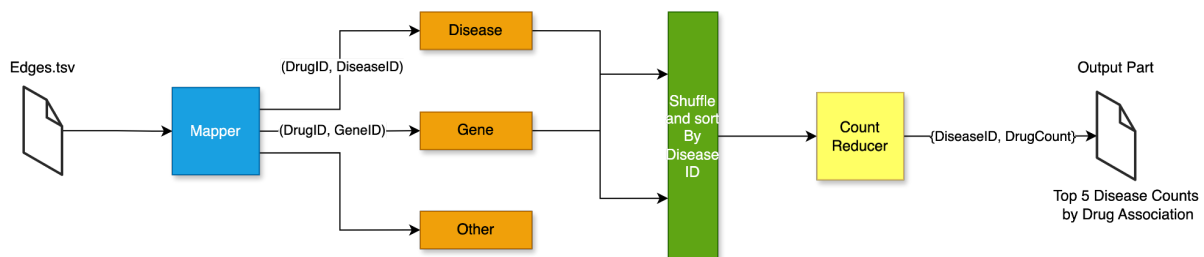 Edges.tsv
Mapper
(DrugID, DiseaseID)
(DrugID, GeneID)
Disease
Gene
Other
Shuffle
and sort
By
Disease
ID
Count
Reducer
{DiseaseID, DrugCount}
Output Part
Top 5 Disease Counts
by Drug Association